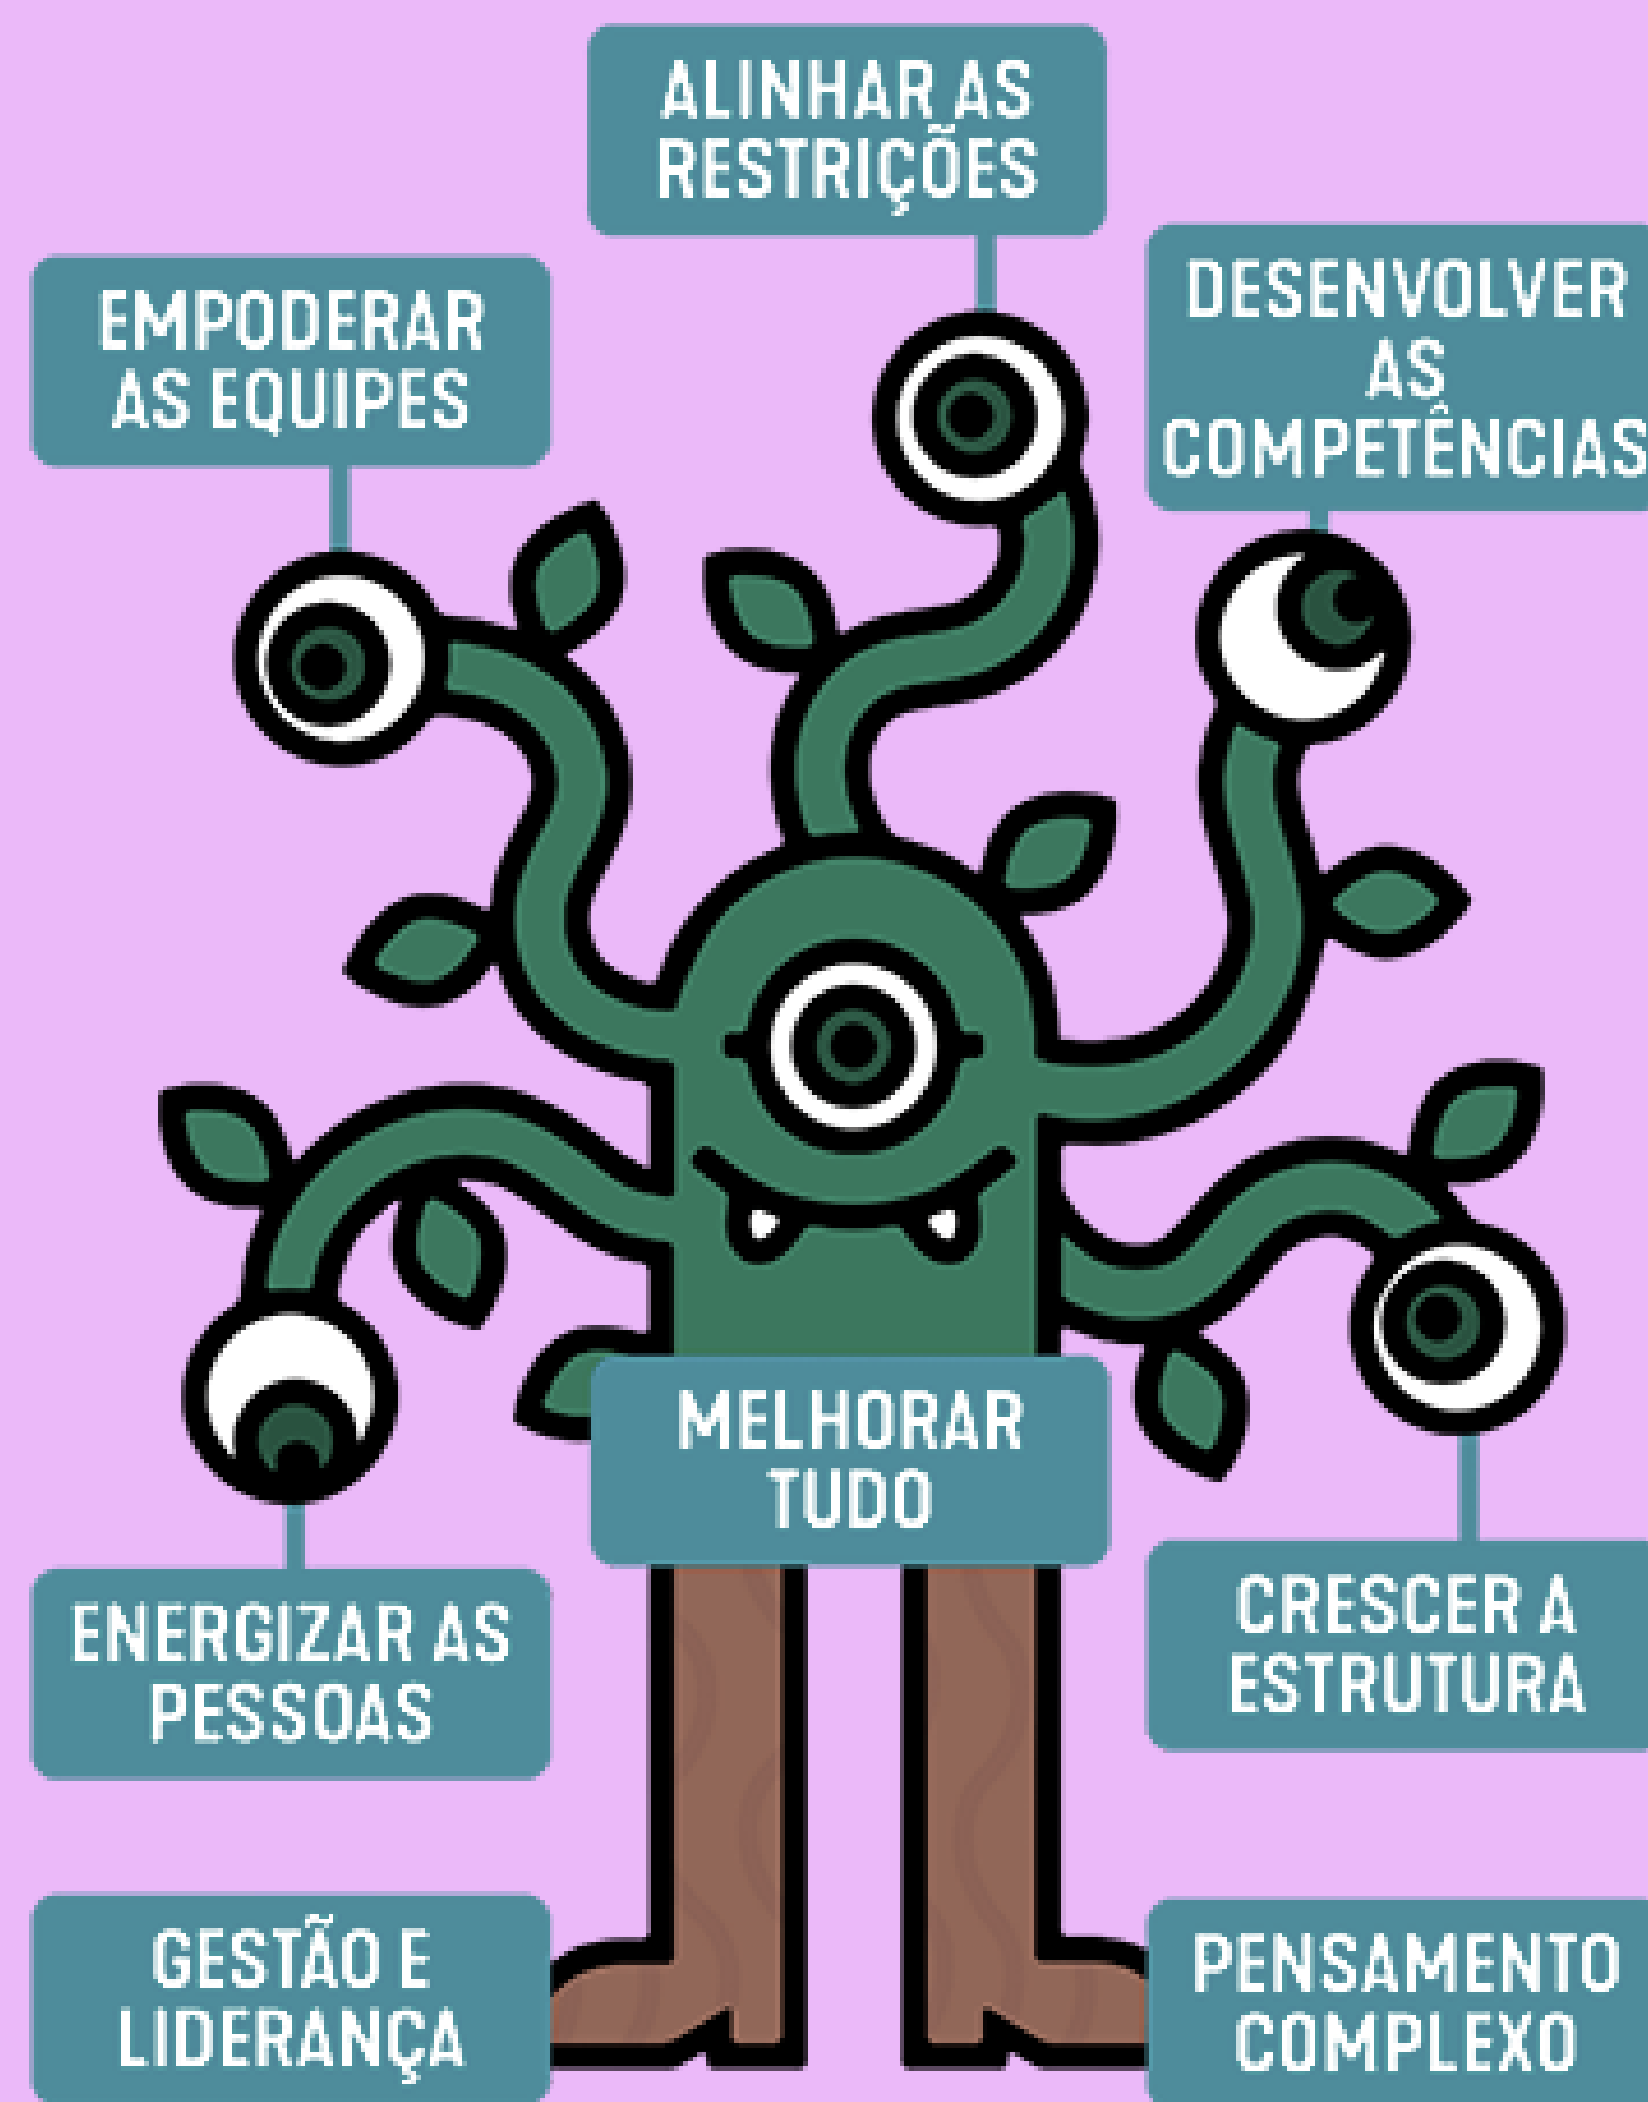 ALINHAR AS
RESTRIÇÕES
EMPODERAR
AS EQUIPES
DESENVOLVER
AS
COMPETÊNCIAS
MELHORAR
TUDO
ENERGIZAR AS
PESSOAS
CRESCER A
ESTRUTURA
GESTÃO E
LIDERANÇA
PENSAMENTO
COMPLEXO